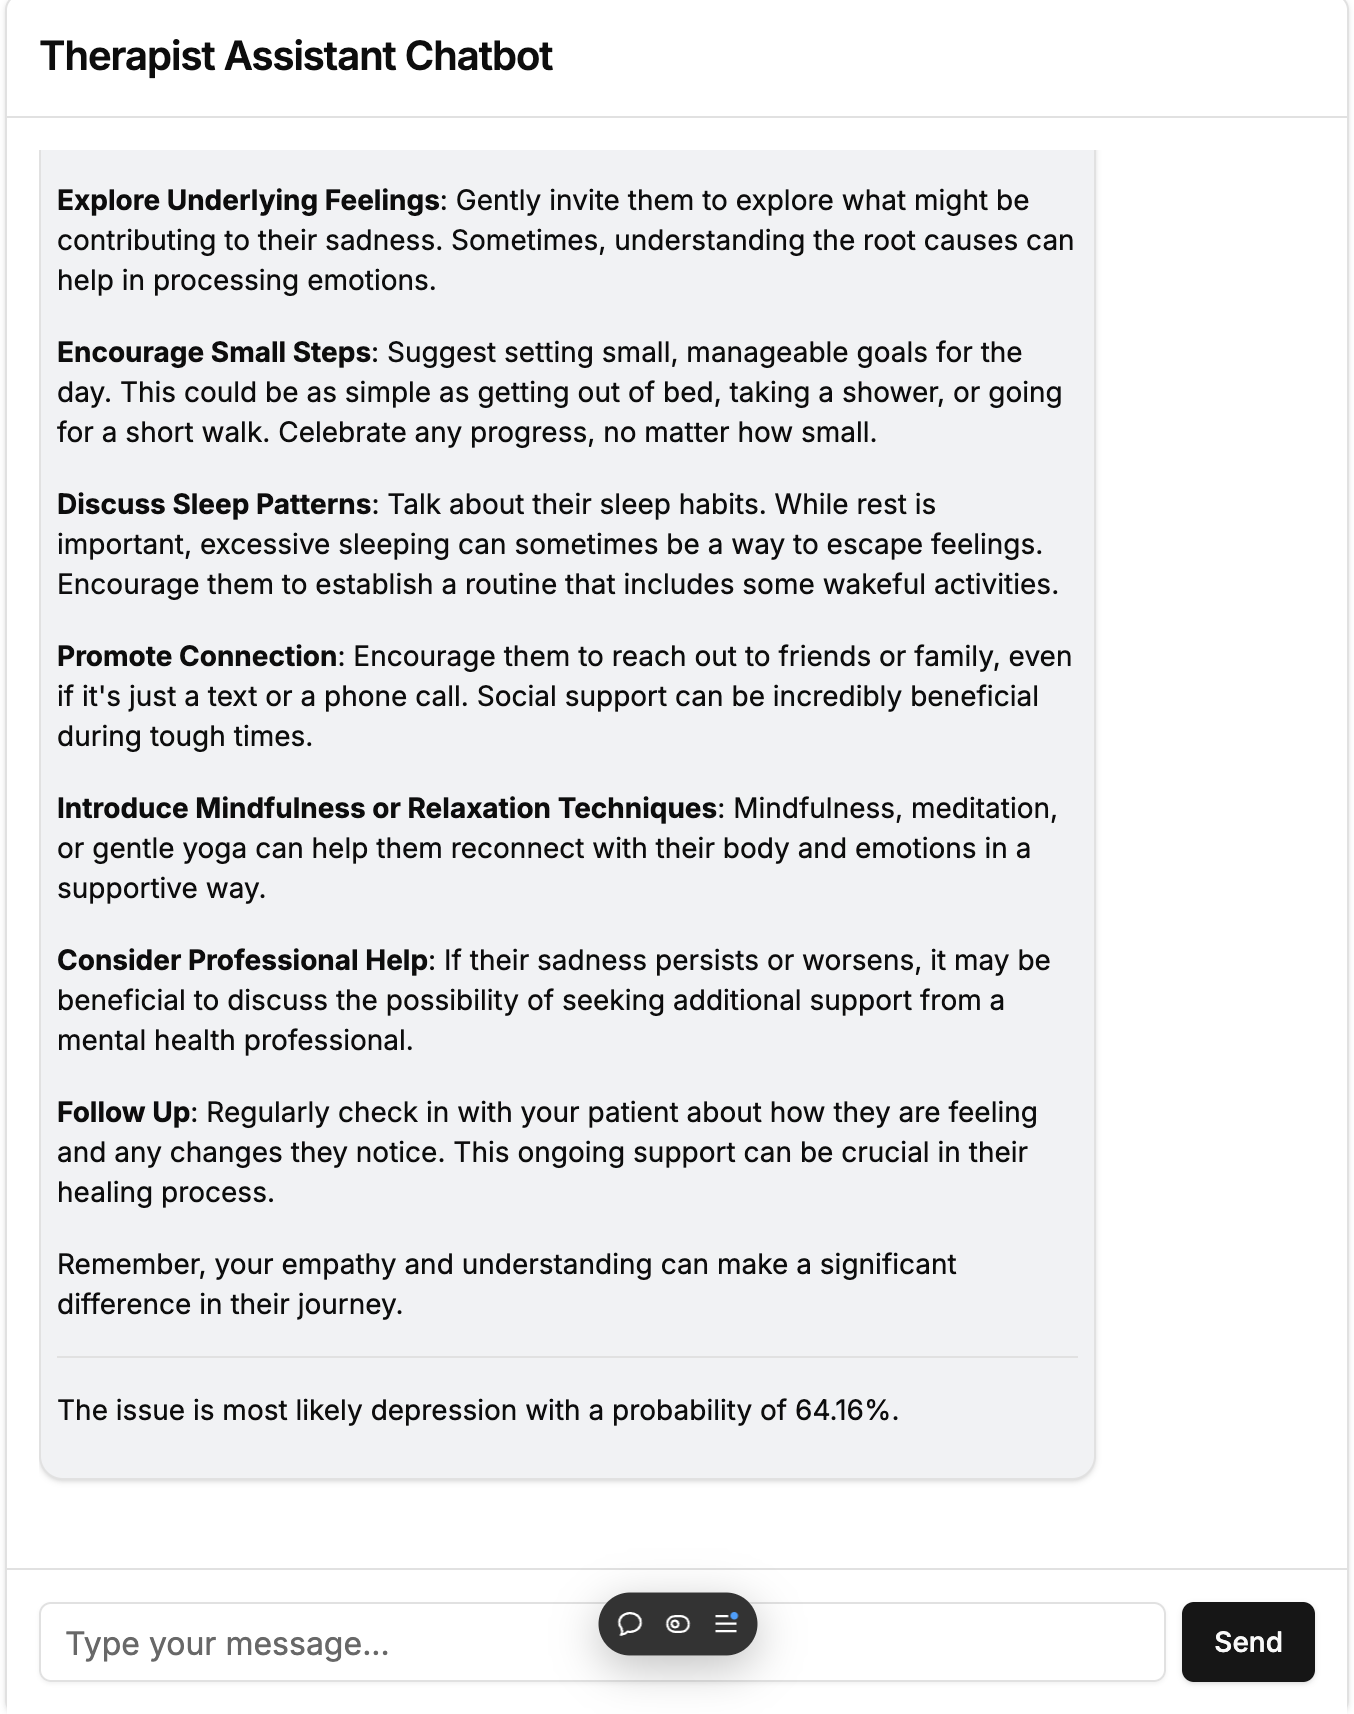 Therapist Assistant Chatbot
Explore Underlying Feelings: Gently invite them to explore what might be
contributing to their sadness. Sometimes, understanding the root causes can
help in processing emotions.
Encourage Small Steps: Suggest setting small, manageable goals for the
day. This could be as simple as getting out of bed, taking a shower, or going
for a short walk. Celebrate any progress, no matter how small.
Discuss Sleep Patterns: Talk about their sleep habits. While rest is
important, excessive sleeping can sometimes be a way to escape feelings.
Encourage them to establish a routine that includes some wakeful activities.
Promote Connection: Encourage them to reach out to friends or family, even
if it's just a text or a phone call. Social support can be incredibly beneficial
during tough times.
Introduce Mindfulness or Relaxation Techniques: Mindfulness, meditation,
or gentle yoga can help them reconnect with their body and emotions in a
supportive way.
Consider Professional Help: If their sadness persists or worsens, it may be
beneficial to discuss the possibility of seeking additional support from a
mental health professional.
Follow Up: Regularly check in with your patient about how they are feeling
and any changes they notice. This ongoing support can be crucial in their
healing process.
Remember, your empathy and understanding can make a significant
difference in their journey.
The issue is most likely depression with a probability of 64.16%.
Type your message...
Send